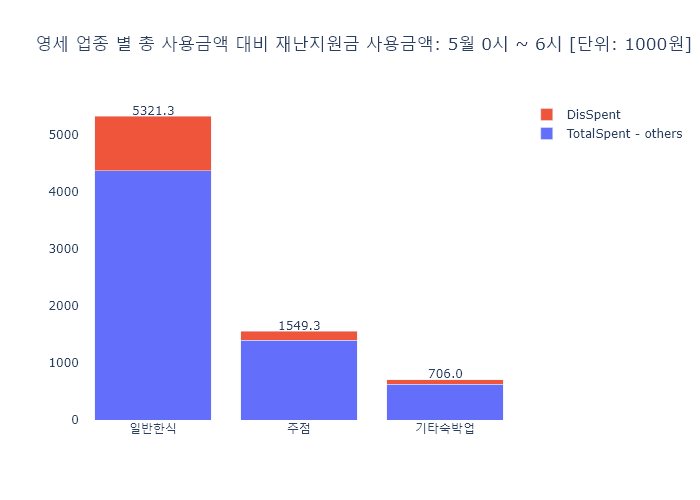 영세 업종 별 총 사용금액 대비 재난지원금 사용금액: 5월 0시 ~ 6시 [단위: 1000원]
DisSpent
TotalSpent - others
5321.3
1549.3
706.0
5000
4000
3000
2000
1000
0
일반한식
주점
기타숙박업